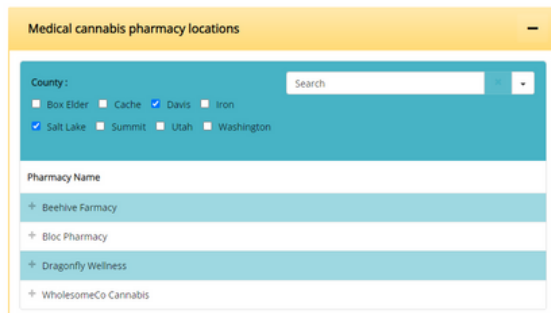 Medical cannabis pharmacy locations
County :
Search
Box Elder Cache Davis Iron
Salt Lake Summit Utah Washington
Pharmacy Name
Beehive Farmacy
Bloc Pharmacy
Dragonfly Wellness
WholesomeCo Cannabis